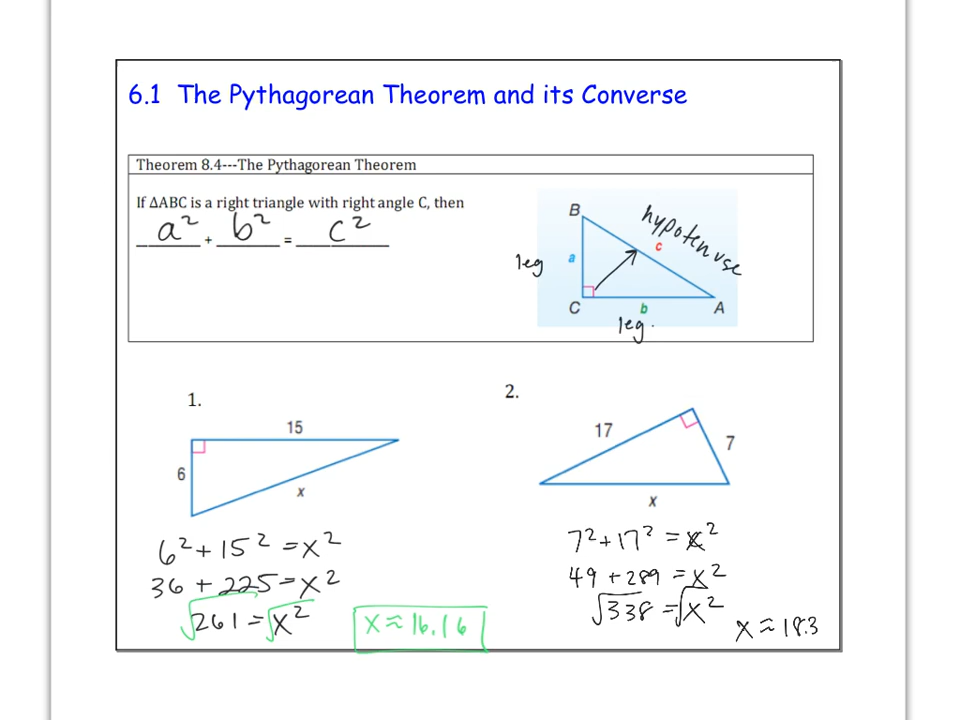 6.1 The Pythagorean Theorem and its Converse
Theorem 8.4---The Pythagorean Theorem
If ΔABC is a right triangle with right angle C, then
a² + b² = c²
B
hypotenuse
c
leg
a
C
b
A
leg.
1.
15
6
x
6² + 15² = x²
36 + 225 = x²
√261 = √x²
x ≈ 16.16
2.
17
7
x
7² + 17² = x²
49 + 289 = x²
√338 = √x²
x ≈ 18.3